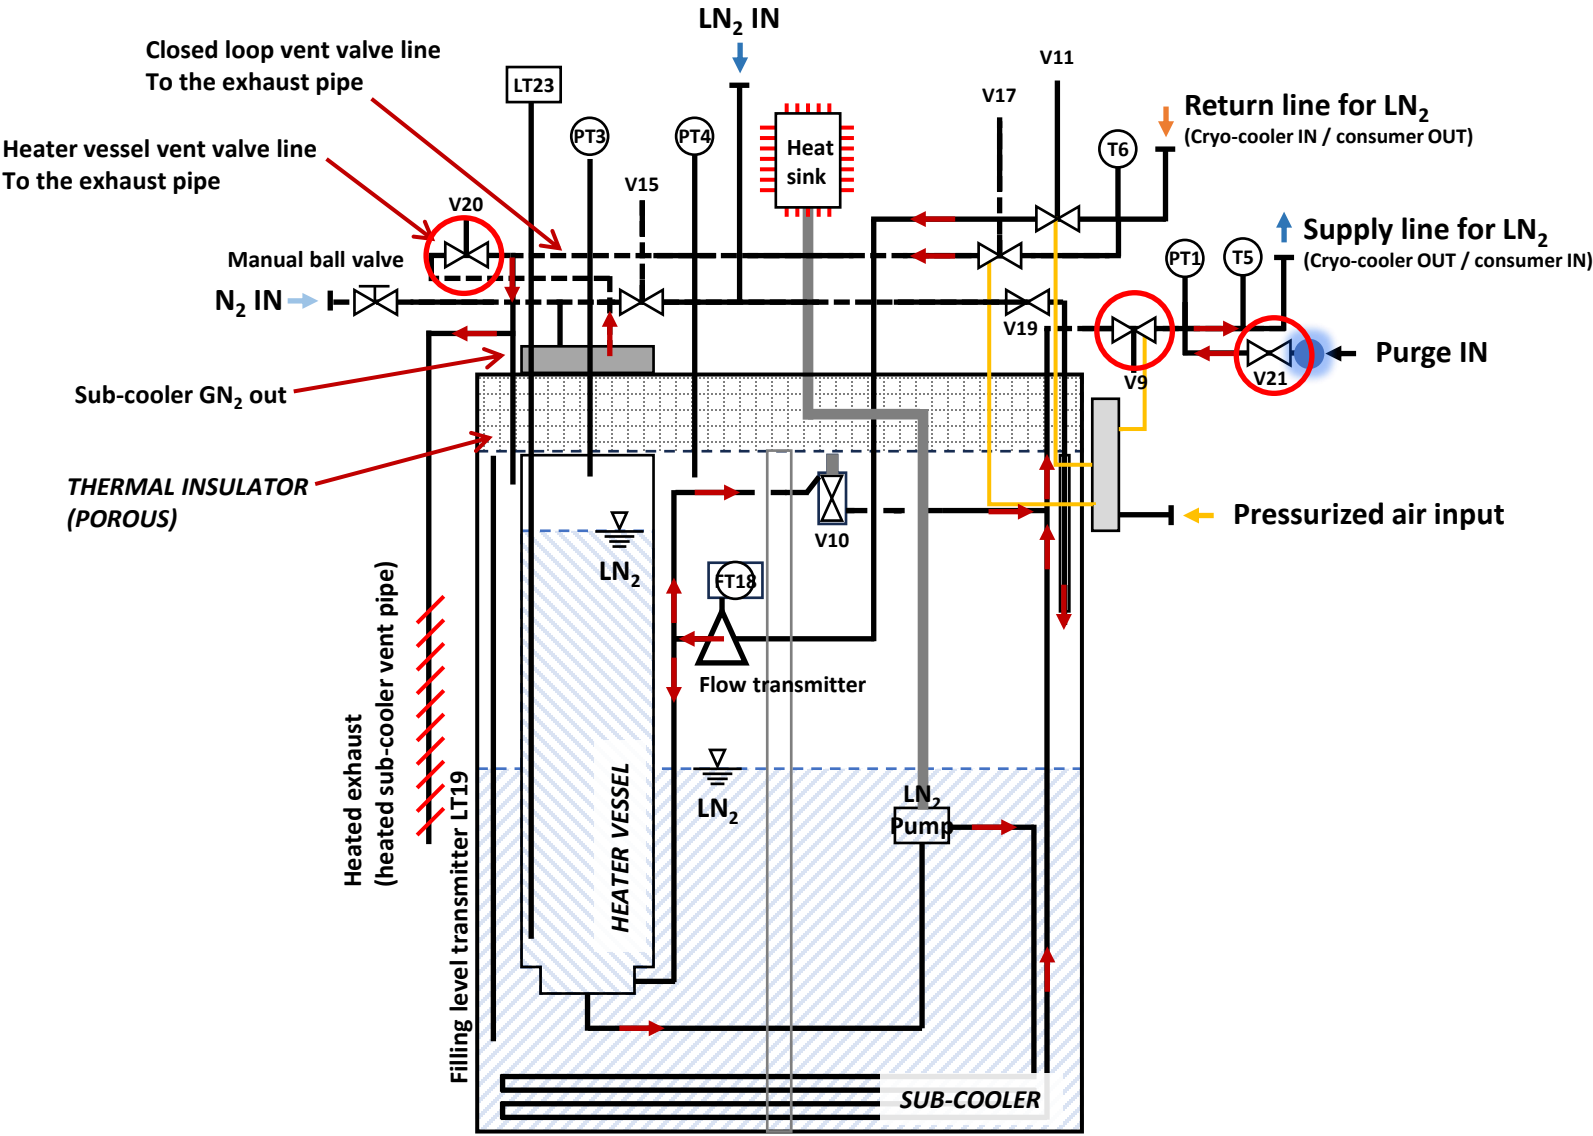 LN₂ IN
Closed loop vent valve line
To the exhaust pipe
V11
LT23
V17
Return line for LN₂
(Cryo-cooler IN / consumer OUT)
PT3
PT4
Heat
sink
T6
Heater vessel vent valve line
To the exhaust pipe
V15
V20
Supply line for LN₂
(Cryo-cooler OUT / consumer IN)
Manual ball valve
PT1
T5
N₂ IN
V19
Purge IN
V9
V21
Sub-cooler GN₂ out
THERMAL INSULATOR
(POROUS)
Pressurized air input
V10
LN₂
FT18
Flow transmitter
Heated exhaust
(heated sub-cooler vent pipe)
Filling level transmitter LT19
HEATER VESSEL
LN₂
LN₂
Pump
SUB-COOLER